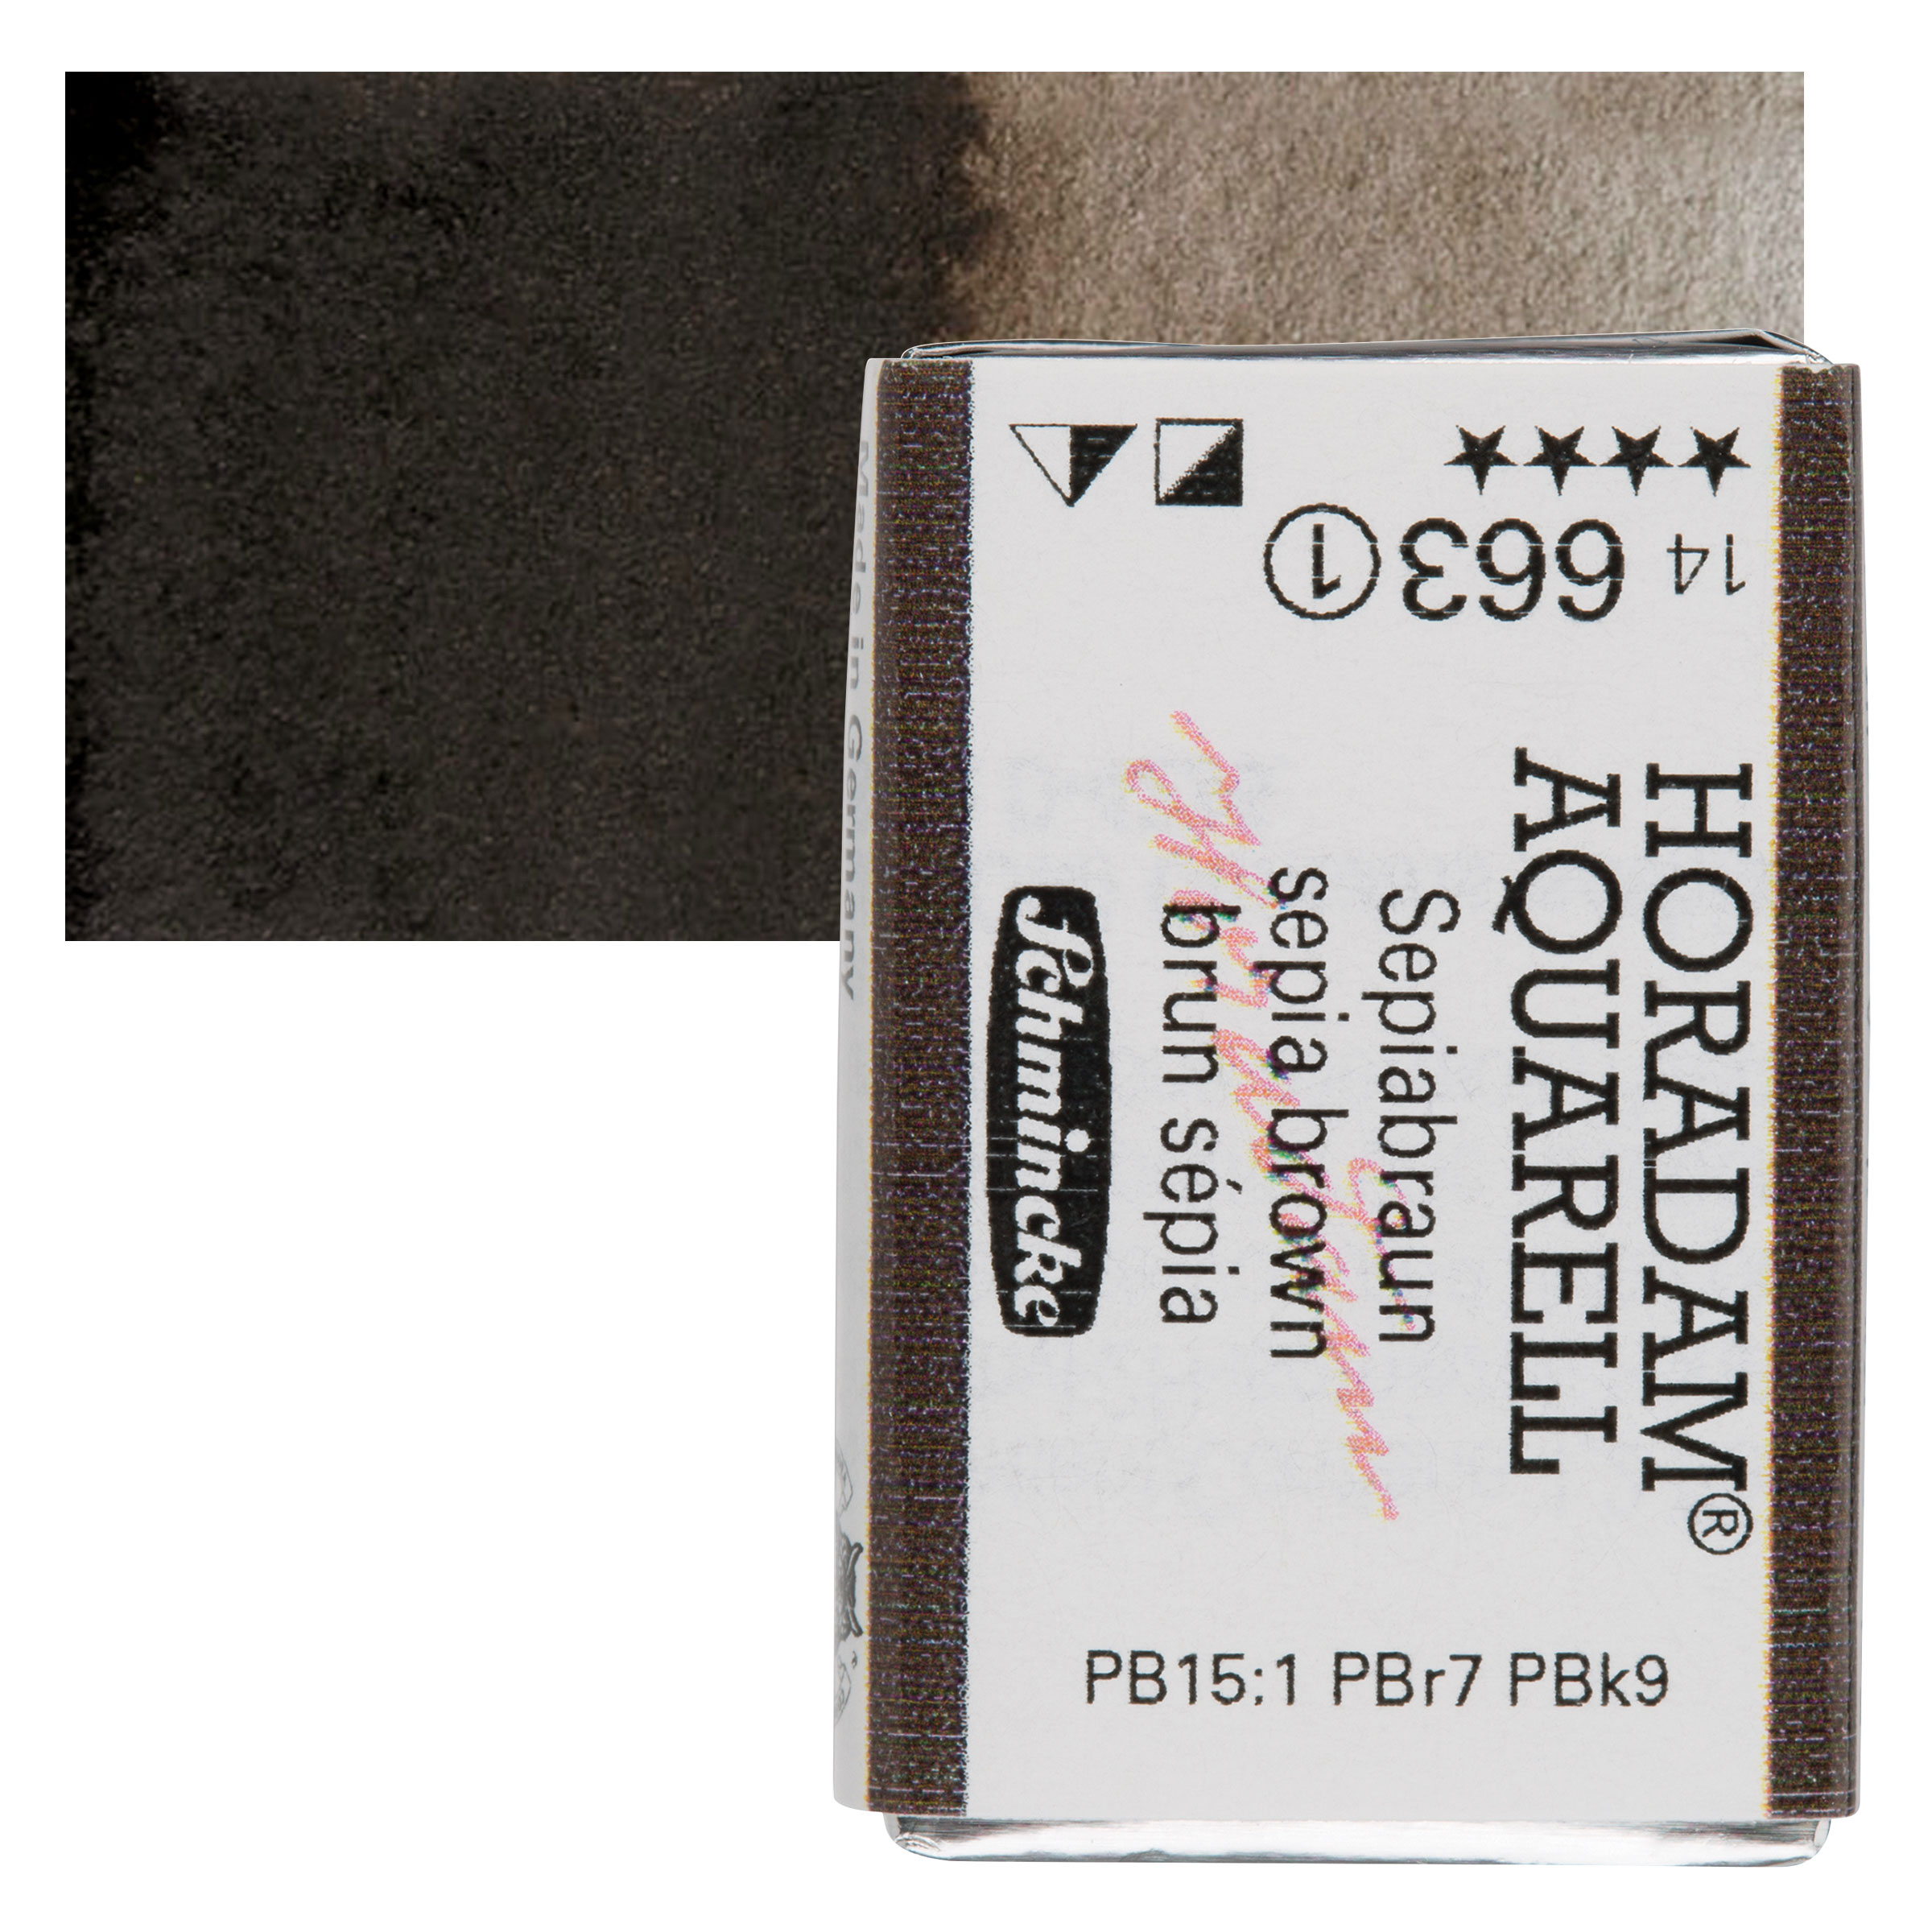 14 663 1
HORADAM®
AQUARELL
Sepiabraun
sepia brown
brun sépia
Schmincke
PB15:1 PBr7 PBk9
Made in Germany